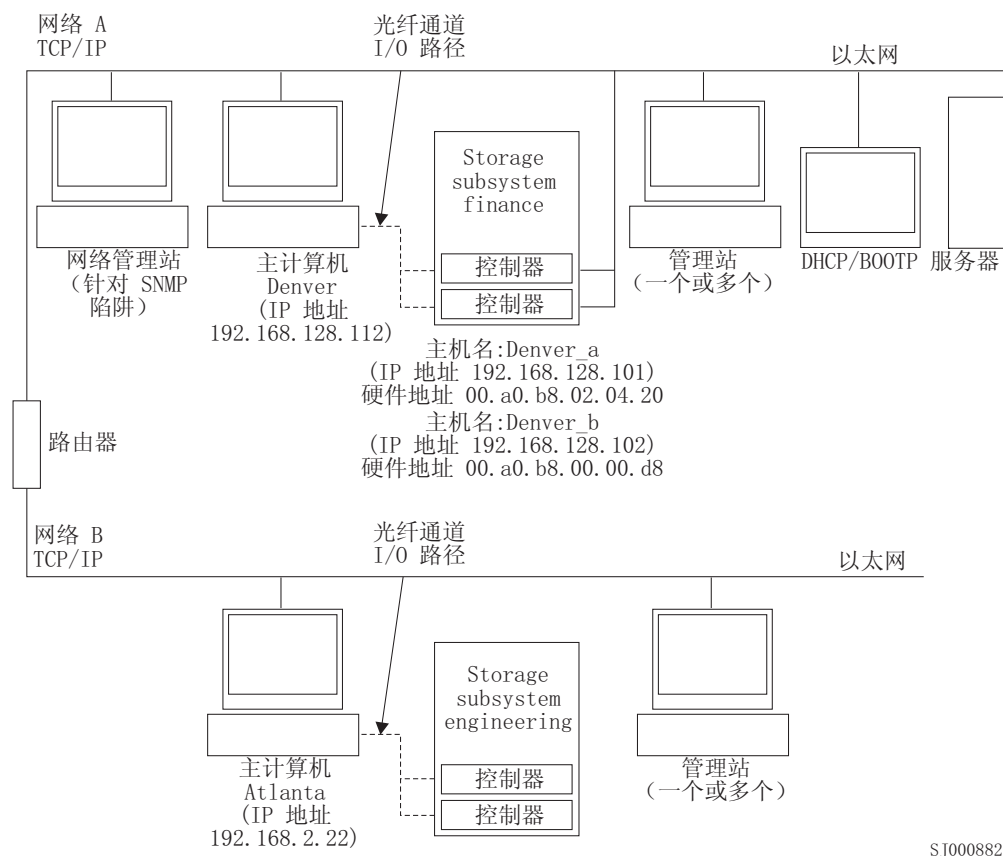 网络 A
TCP/IP
光纤通道
I/O 路径
以太网
Storage
subsystem
finance
控制器
控制器
网络管理站
（针对 SNMP
陷阱）
主计算机
Denver
(IP 地址
192.168.128.112)
管理站
（一个或多个）
DHCP/BOOTP 服务器
主机名:Denver_a
(IP 地址 192.168.128.101)
硬件地址 00.a0.b8.02.04.20
主机名:Denver_b
(IP 地址 192.168.128.102)
硬件地址 00.a0.b8.00.00.d8
路由器
网络 B
TCP/IP
光纤通道
I/O 路径
以太网
Storage
subsystem
engineering
控制器
控制器
主计算机
Atlanta
(IP 地址
192.168.2.22)
管理站
（一个或多个）
SJ000882